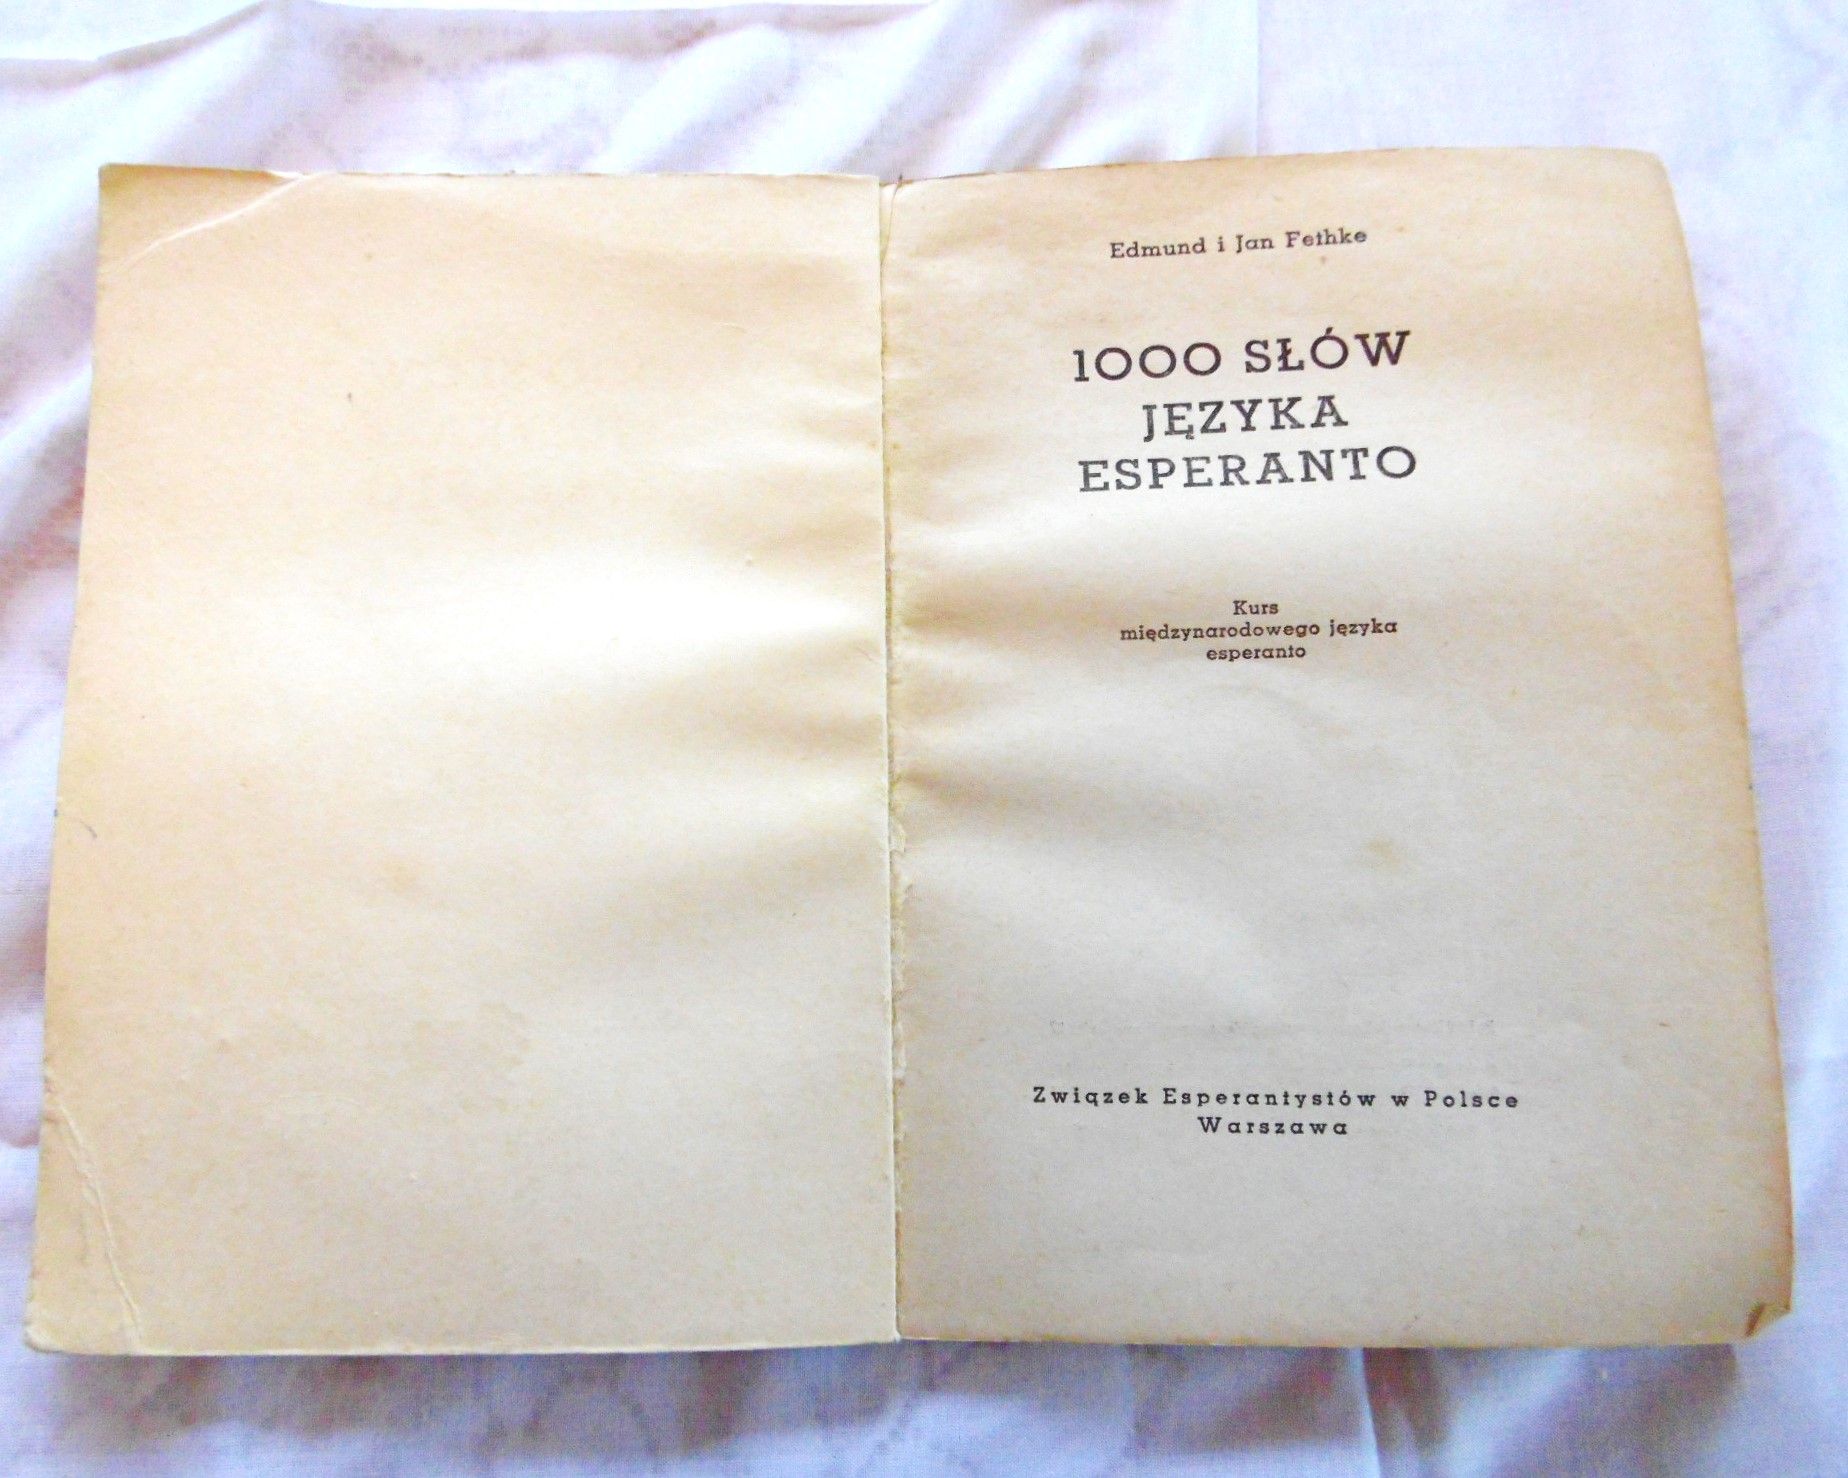 Edmund i Jan Fethke
1000 SŁÓW
JĘZYKA
ESPERANTO
Kurs
międzynarodowego języka
esperanto
Związek Esperantystów w Polsce
Warszawa